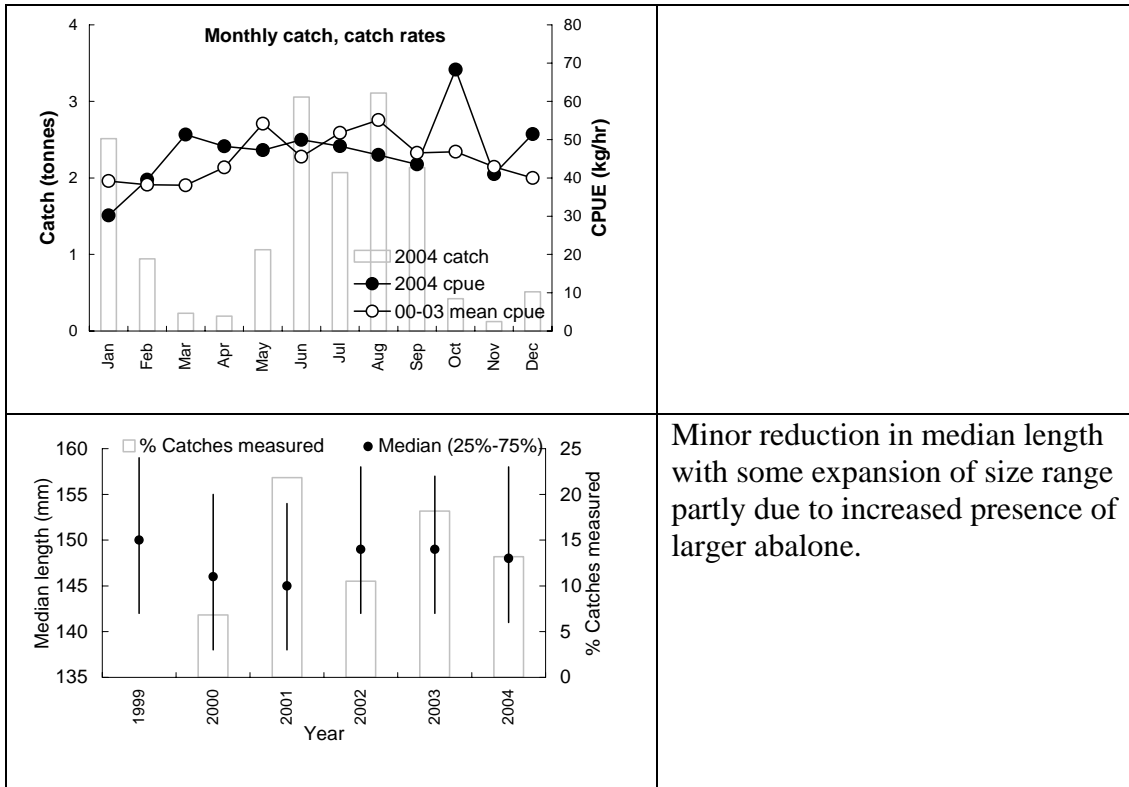 Monthly catch, catch rates
4
3
2
1
0
Catch (tonnes)
80
70
60
50
40
30
20
10
0
CPUE (kg/hr)
2004 catch
2004 cpue
00-03 mean cpue
Jan
Feb
Mar
Apr
May
Jun
Jul
Aug
Sep
Oct
Nov
Dec
% Catches measured
Median (25%-75%)
160
155
150
145
140
135
Median length (mm)
25
20
15
10
5
0
% Catches measured
1999
2000
2001
2002
2003
2004
Year
Minor reduction in median length
with some expansion of size range
partly due to increased presence of
larger abalone.